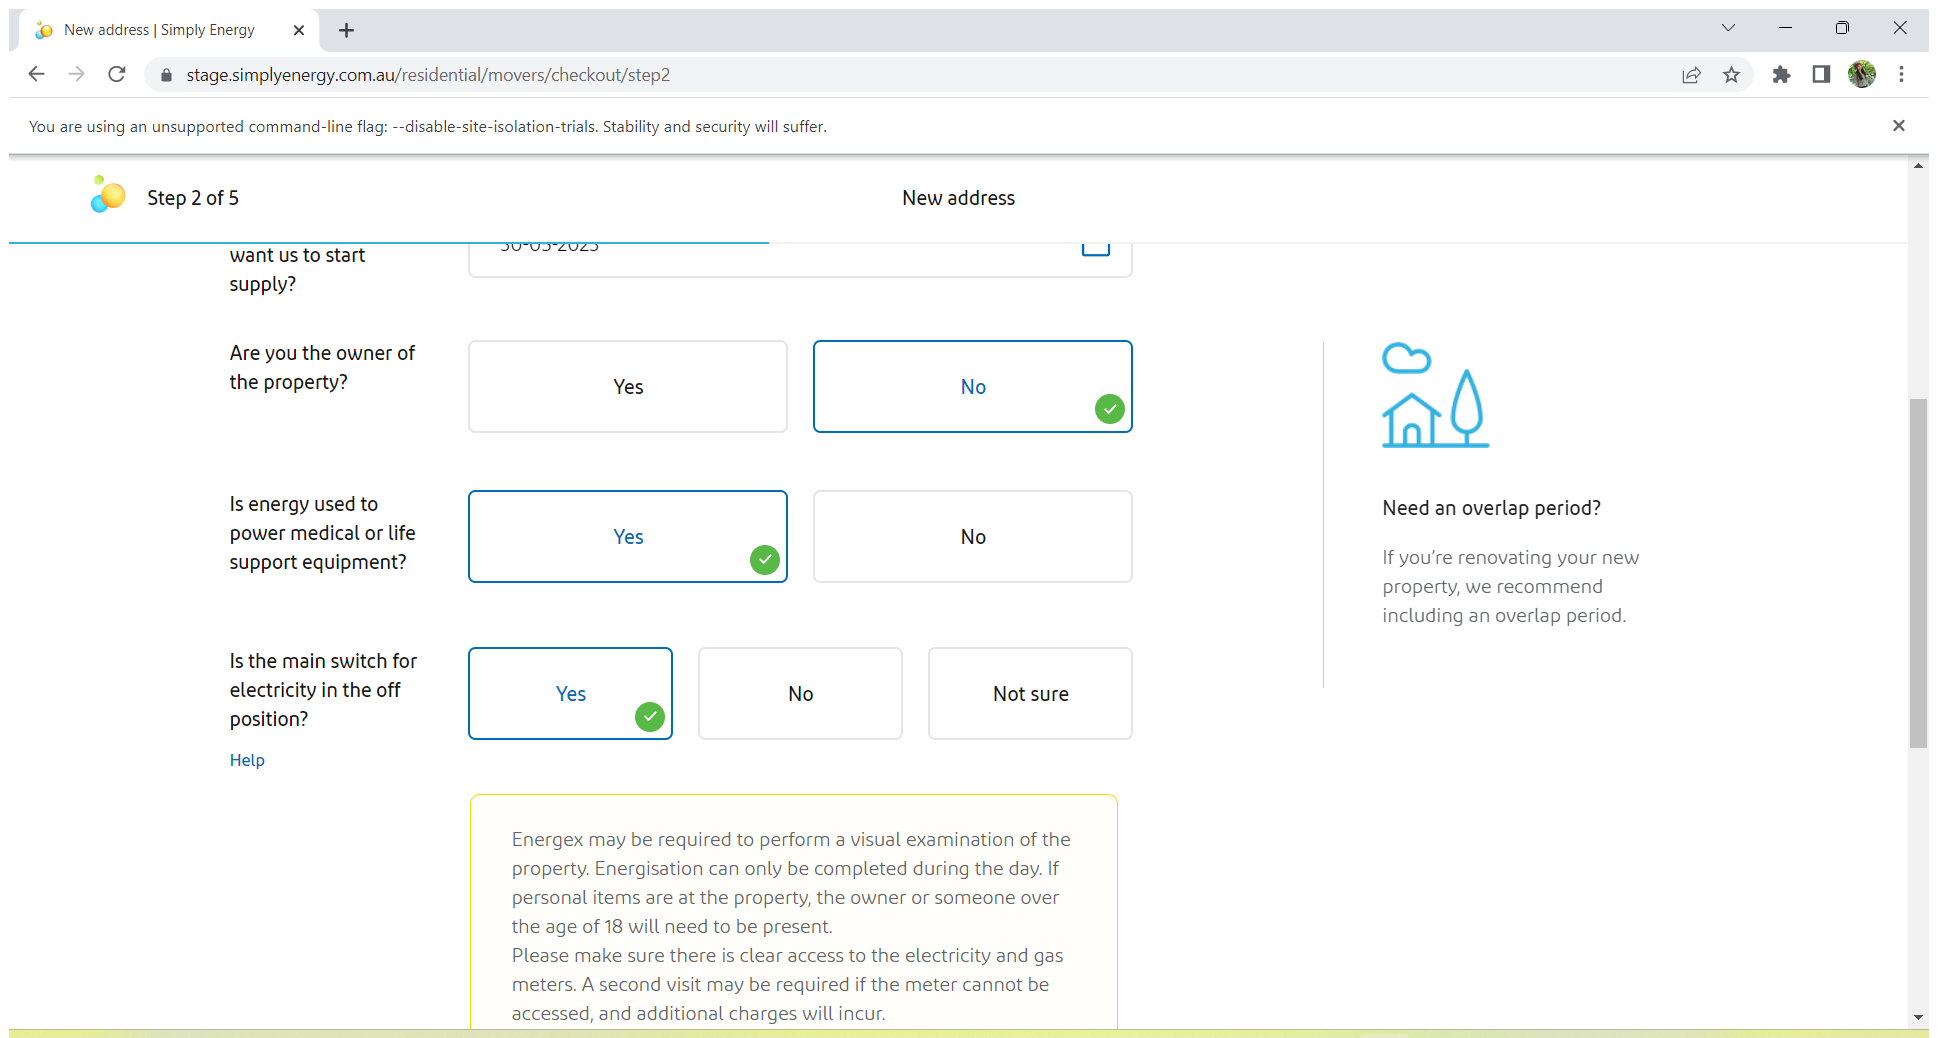 New address | Simply Energy
stage.simplyenergy.com.au/residential/movers/checkout/step2
You are using an unsupported command-line flag: --disable-site-isolation-trials. Stability and security will suffer.
Step 2 of 5
New address
want us to start
supply?
30-05-2023
Are you the owner of
the property?
Yes
No
Is energy used to
power medical or life
support equipment?
Yes
No
Is the main switch for
electricity in the off
position?
Help
Yes
No
Not sure
Energex may be required to perform a visual examination of the
property. Energisation can only be completed during the day. If
personal items are at the property, the owner or someone over
the age of 18 will need to be present.
Please make sure there is clear access to the electricity and gas
meters. A second visit may be required if the meter cannot be
accessed, and additional charges will incur.
Need an overlap period?
If you’re renovating your new
property, we recommend
including an overlap period.